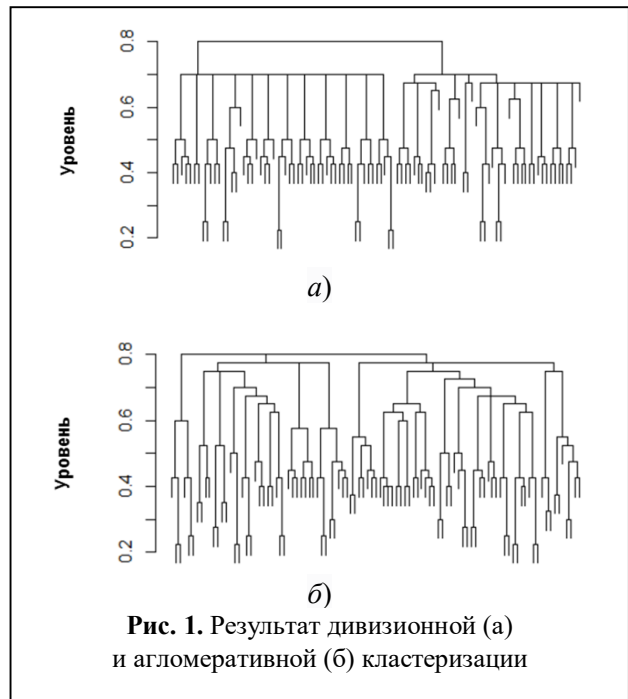 0.8
0.6
0.4
0.2
Уровень
а)
0.8
0.6
0.4
0.2
Уровень
б)
Рис. 1. Результат дивизионной (а)
и агломеративной (б) кластеризации